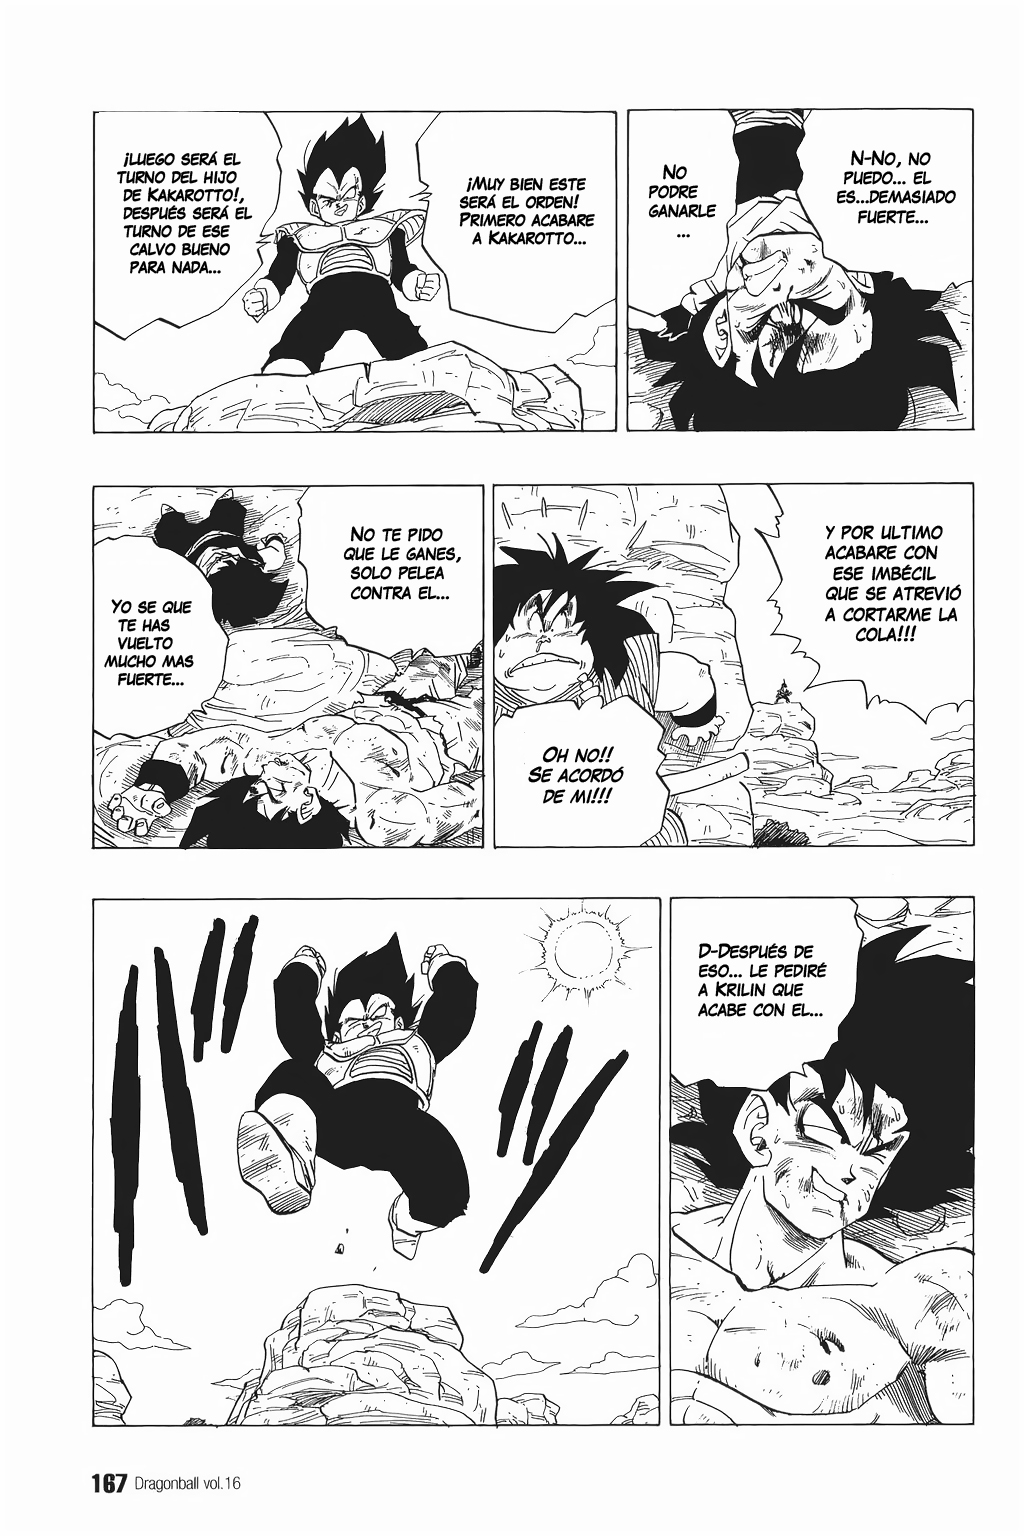 N-NO, NO
PUEDO... EL
ES...DEMASIADO
FUERTE...
NO
PODRE
GANARLE
...
¡MUY BIEN ESTE
SERÁ EL ORDEN!
PRIMERO ACABARE
A KAKAROTTO...
¡LUEGO SERÁ EL
TURNO DEL HIJO
DE KAKAROTTO!,
DESPUÉS SERÁ EL
TURNO DE ESE
CALVO BUENO
PARA NADA...
Y POR ULTIMO
ACABARE CON
ESE IMBÉCIL
QUE SE ATREVIÓ
A CORTARME LA
COLA!!!
OH NO!!
SE ACORDÓ
DE MI!!!
NO TE PIDO
QUE LE GANES,
SOLO PELEA
CONTRA EL...
YO SE QUE
TE HAS
VUELTO
MUCHO MAS
FUERTE...
D-DESPUÉS DE
ESO... LE PEDIRÉ
A KRILIN QUE
ACABE CON EL...
167 Dragonball vol.16